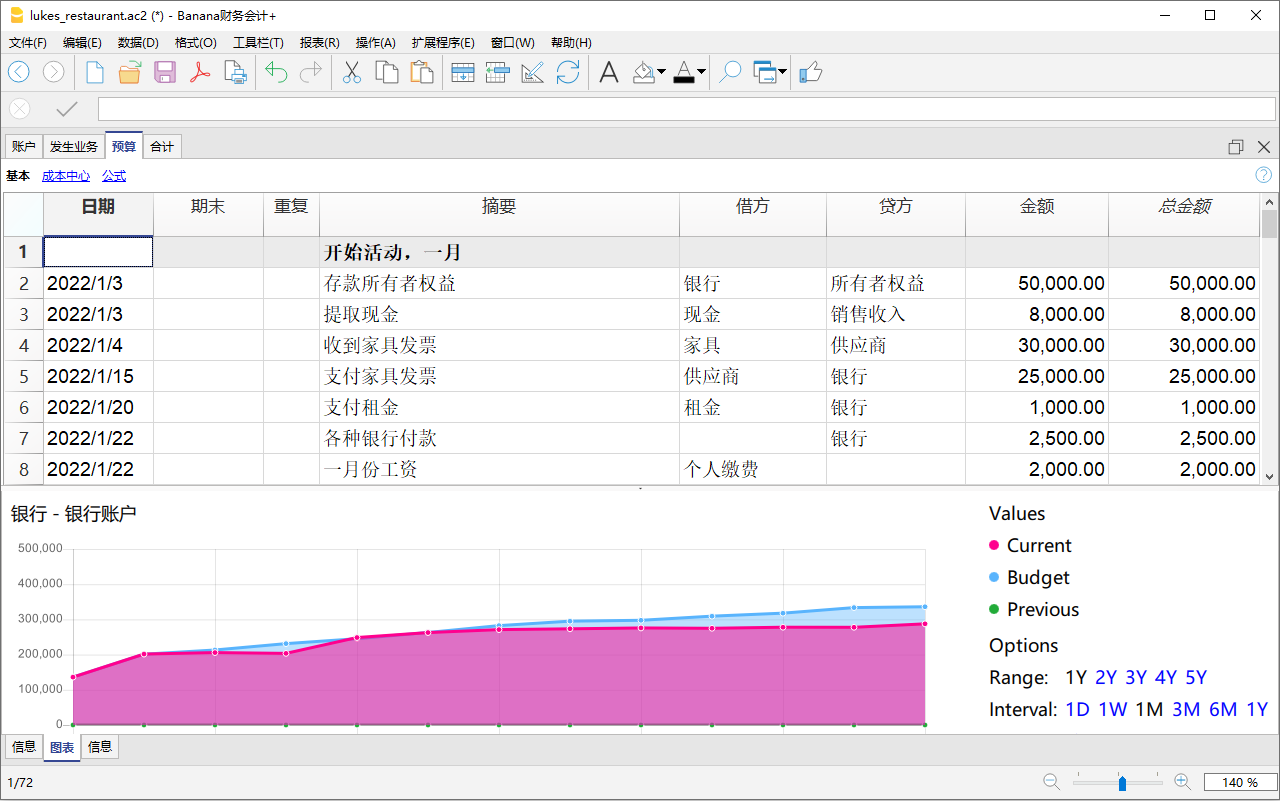 lukes_restaurant.ac2 (*) - Banana财务会计+
文件(F) 编辑(E) 数据(D) 格式(O) 工具栏(T) 报表(R) 操作(A) 扩展程序(E) 窗口(W) 帮助(H)
账户 发生业务 预算 合计
基本 成本中心 公式
日期 期末 重复 摘要 借方 贷方 金额 总金额
1 开始活动，一月
2 2022/1/3 存款所有者权益 银行 所有者权益 50,000.00 50,000.00
3 2022/1/3 提取现金 现金 销售收入 8,000.00 8,000.00
4 2022/1/4 收到家具发票 家具 供应商 30,000.00 30,000.00
5 2022/1/15 支付家具发票 供应商 银行 25,000.00 25,000.00
6 2022/1/20 支付租金 租金 银行 1,000.00 1,000.00
7 2022/1/22 各种银行付款 银行 2,500.00 2,500.00
8 2022/1/22 一月份工资 个人缴费 2,000.00 2,000.00
银行 - 银行账户
500,000
400,000
300,000
200,000
100,000
0
Values
Current
Budget
Previous
Options
Range: 1Y 2Y 3Y 4Y 5Y
Interval: 1D 1W 1M 3M 6M 1Y
信息 图表 信息
1/72 140 %